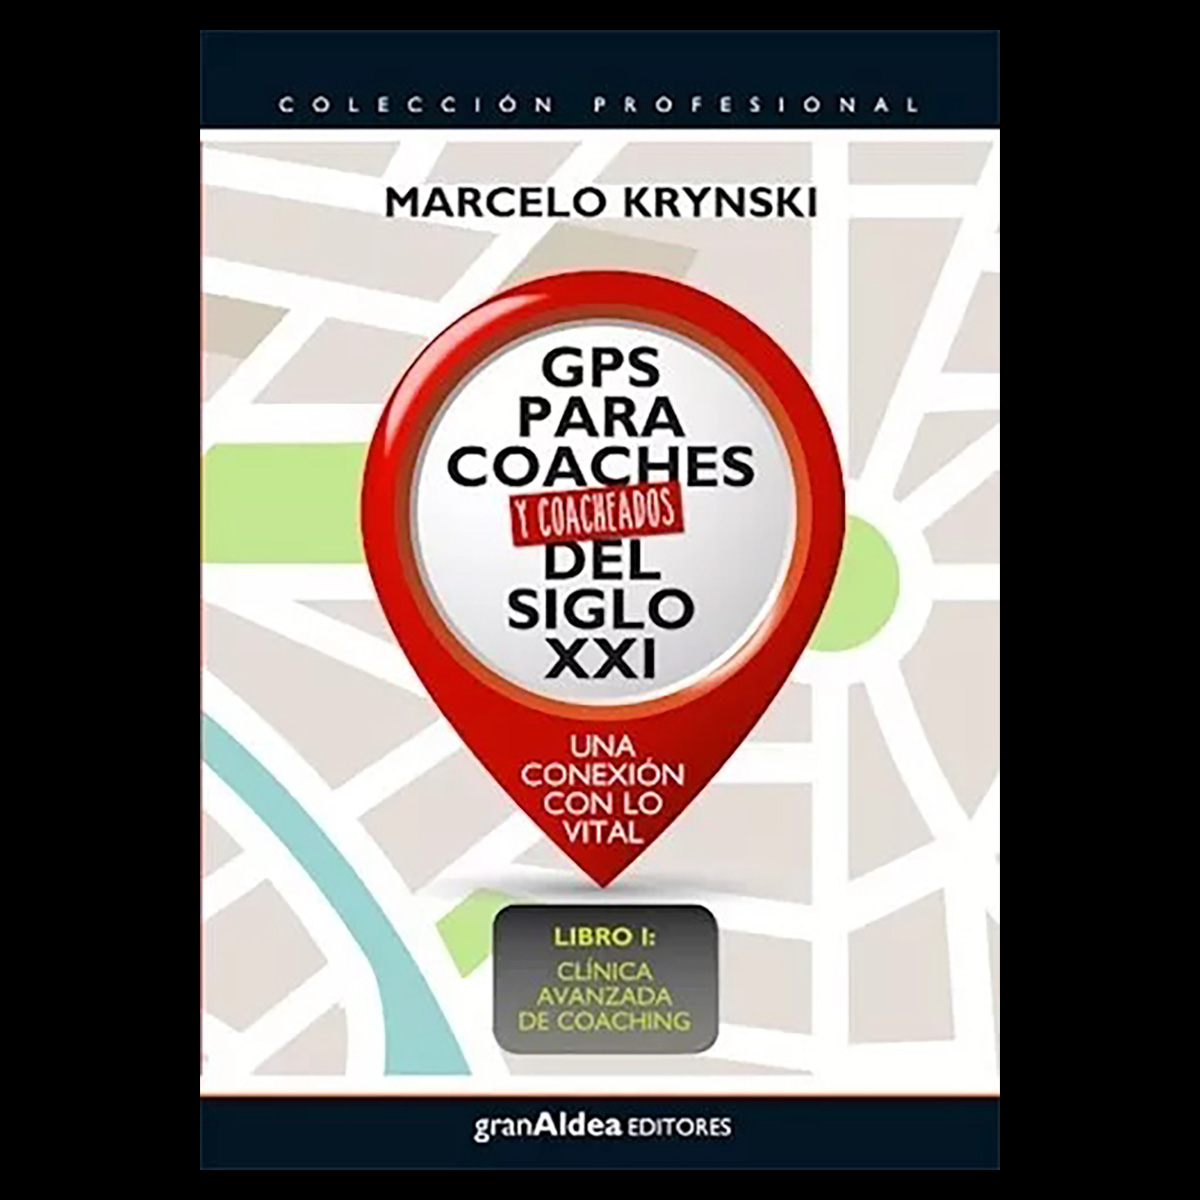 COLECCIÓN PROFESIONAL
MARCELO KRYNSKI
GPS
PARA
COACHES
Y COACHEADOS
DEL
SIGLO
XXI
UNA
CONEXIÓN
CON LO
VITAL
LIBRO I:
CLÍNICA
AVANZADA
DE COACHING
granAldea EDITORES